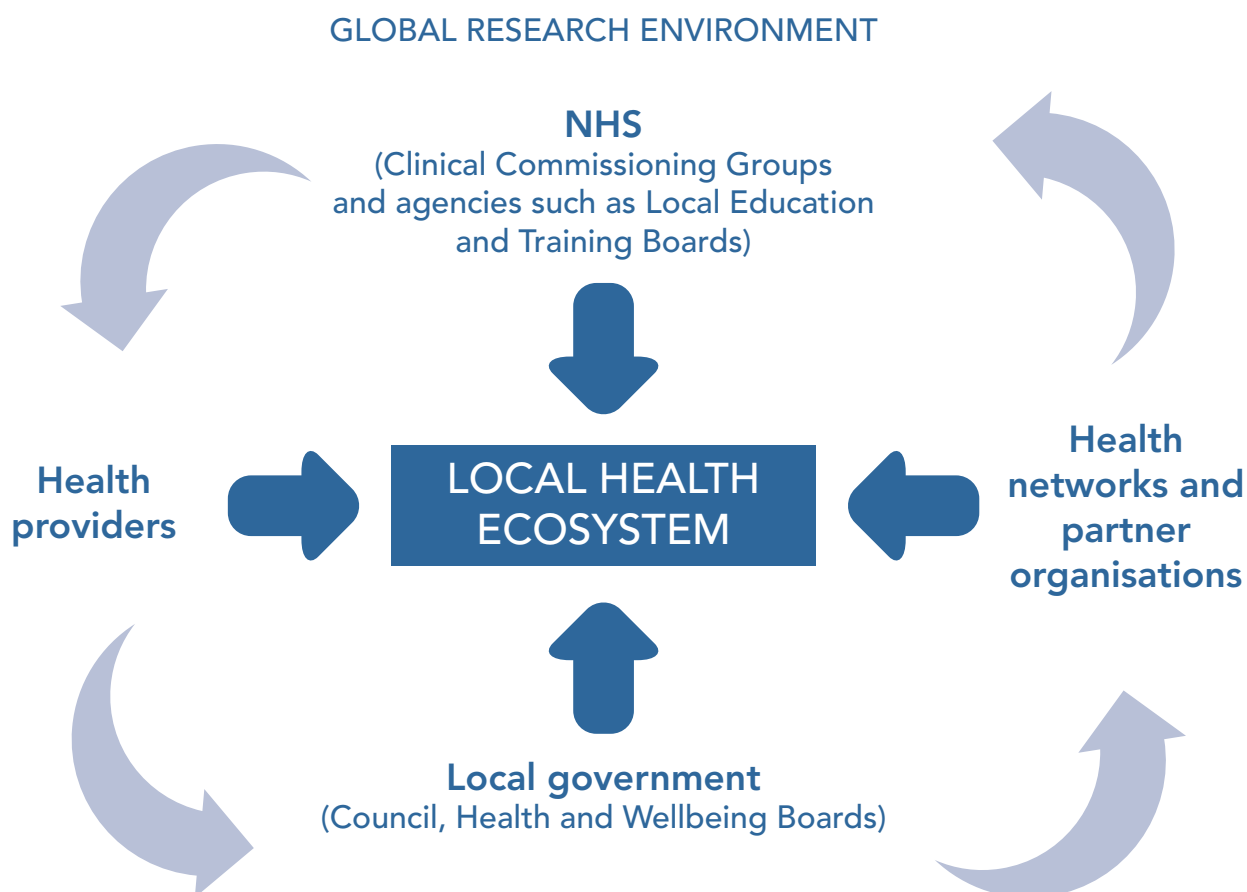 GLOBAL RESEARCH ENVIRONMENT
NHS
(Clinical Commissioning Groups
and agencies such as Local Education
and Training Boards)
Health
providers
LOCAL HEALTH
ECOSYSTEM
Health
networks and
partner
organisations
Local government
(Council, Health and Wellbeing Boards)